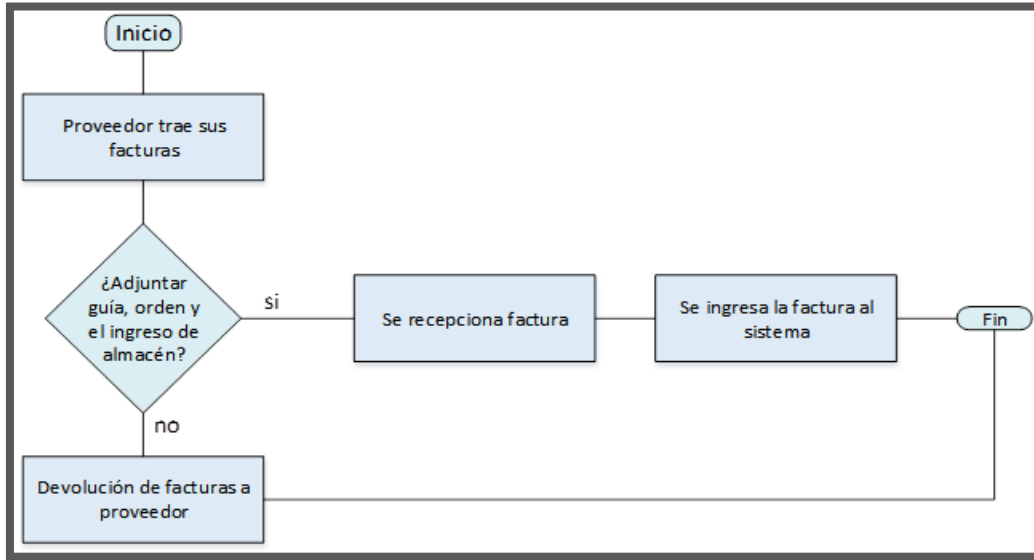 Inicio
Proveedor trae sus
facturas
¿Adjuntar
guía, orden y
el ingreso de
almacén?
si
Se recepciona factura
Se ingresa la factura al
sistema
Fin
no
Devolución de facturas a
proveedor